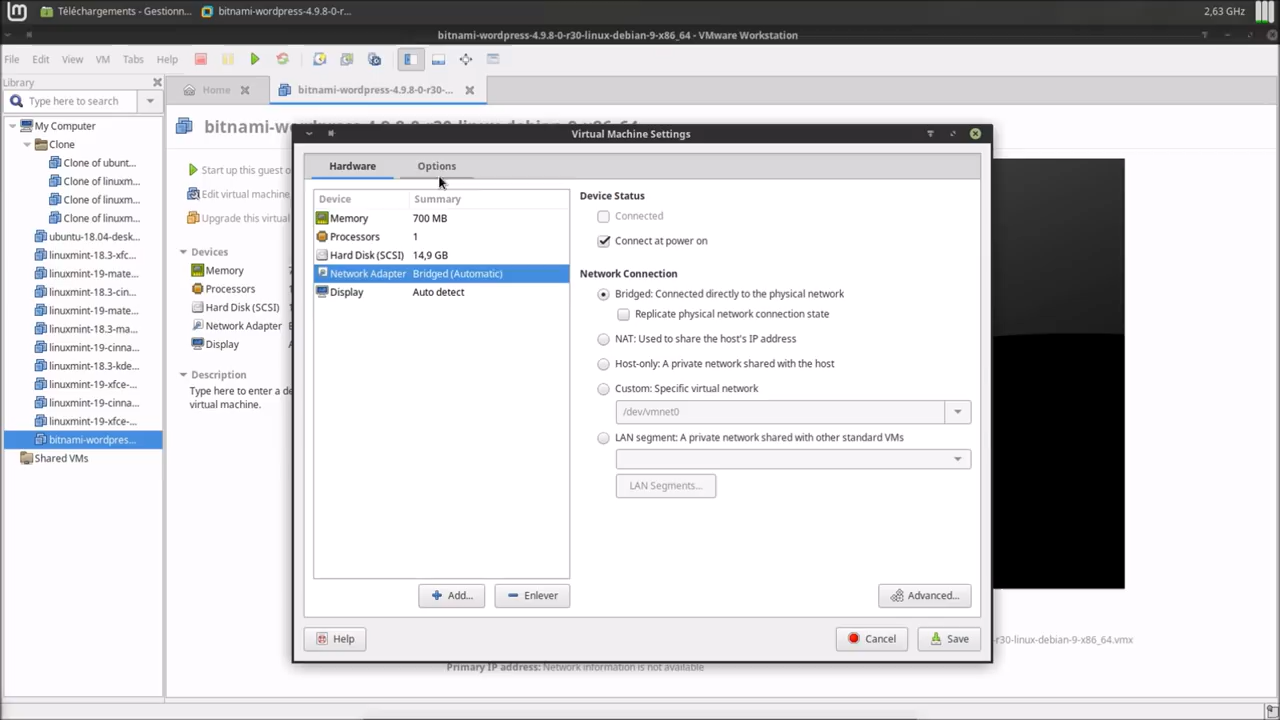 Téléchargements - Gestionn...
bitnami-wordpress-4.9.8-0-r...
2,63 GHz
bitnami-wordpress-4.9.8-0-r30-linux-debian-9-x86_64 - VMware Workstation
File Edit View VM Tabs Help
Library
Type here to search
My Computer
Clone
Clone of ubunt...
Clone of linuxm...
Clone of linuxm...
Clone of linuxm...
ubuntu-18.04-desk...
linuxmint-18.3-xfc...
linuxmint-19-mate...
linuxmint-18.3-cin...
linuxmint-19-mate...
linuxmint-18.3-ma...
linuxmint-19-cinna...
linuxmint-18.3-kde...
linuxmint-19-xfce-...
linuxmint-19-cinna...
linuxmint-19-xfce-...
bitnami-wordpres...
Shared VMs
Home
bitnami-wordpress-4.9.8-0-r30-...
Start up this guest o
Edit virtual machine
Upgrade this virtual
Devices
Memory
Processors
Hard Disk (SCSI)
Network Adapter
Display
Description
Type here to enter a de
virtual machine.
Virtual Machine Settings
Hardware
Options
Device Summary
Memory 700 MB
Processors 1
Hard Disk (SCSI) 14,9 GB
Network Adapter Bridged (Automatic)
Display Auto detect
Add...
Enlever
Device Status
Connected
Connect at power on
Network Connection
Bridged: Connected directly to the physical network
Replicate physical network connection state
NAT: Used to share the host's IP address
Host-only: A private network shared with the host
Custom: Specific virtual network
/dev/vmnet0
LAN segment: A private network shared with other standard VMs
LAN Segments...
Advanced...
Help
Cancel
Save
-r30-linux-debian-9-x86_64.vmx
Primary IP address: Network information is not available